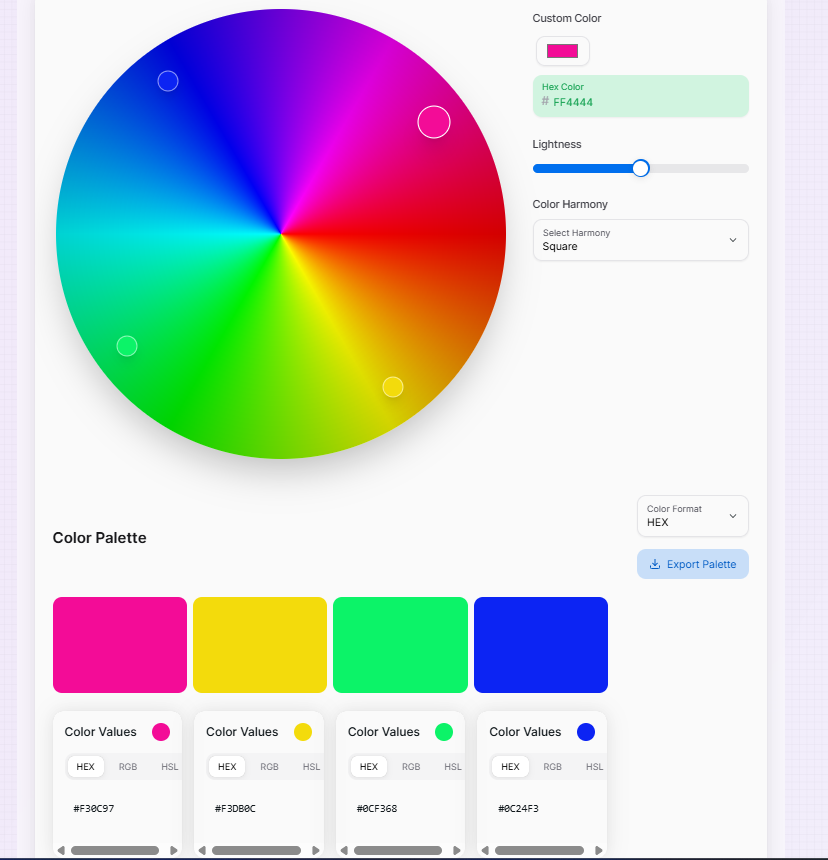 Custom Color
Hex Color
# FF4444
Lightness
Color Harmony
Select Harmony
Square
Color Format
HEX
Color Palette
Export Palette
Color Values
HEX RGB HSL
#F30C97
Color Values
HEX RGB HSL
#F3DB0C
Color Values
HEX RGB HSL
#0CF368
Color Values
HEX RGB HSL
#0C24F3